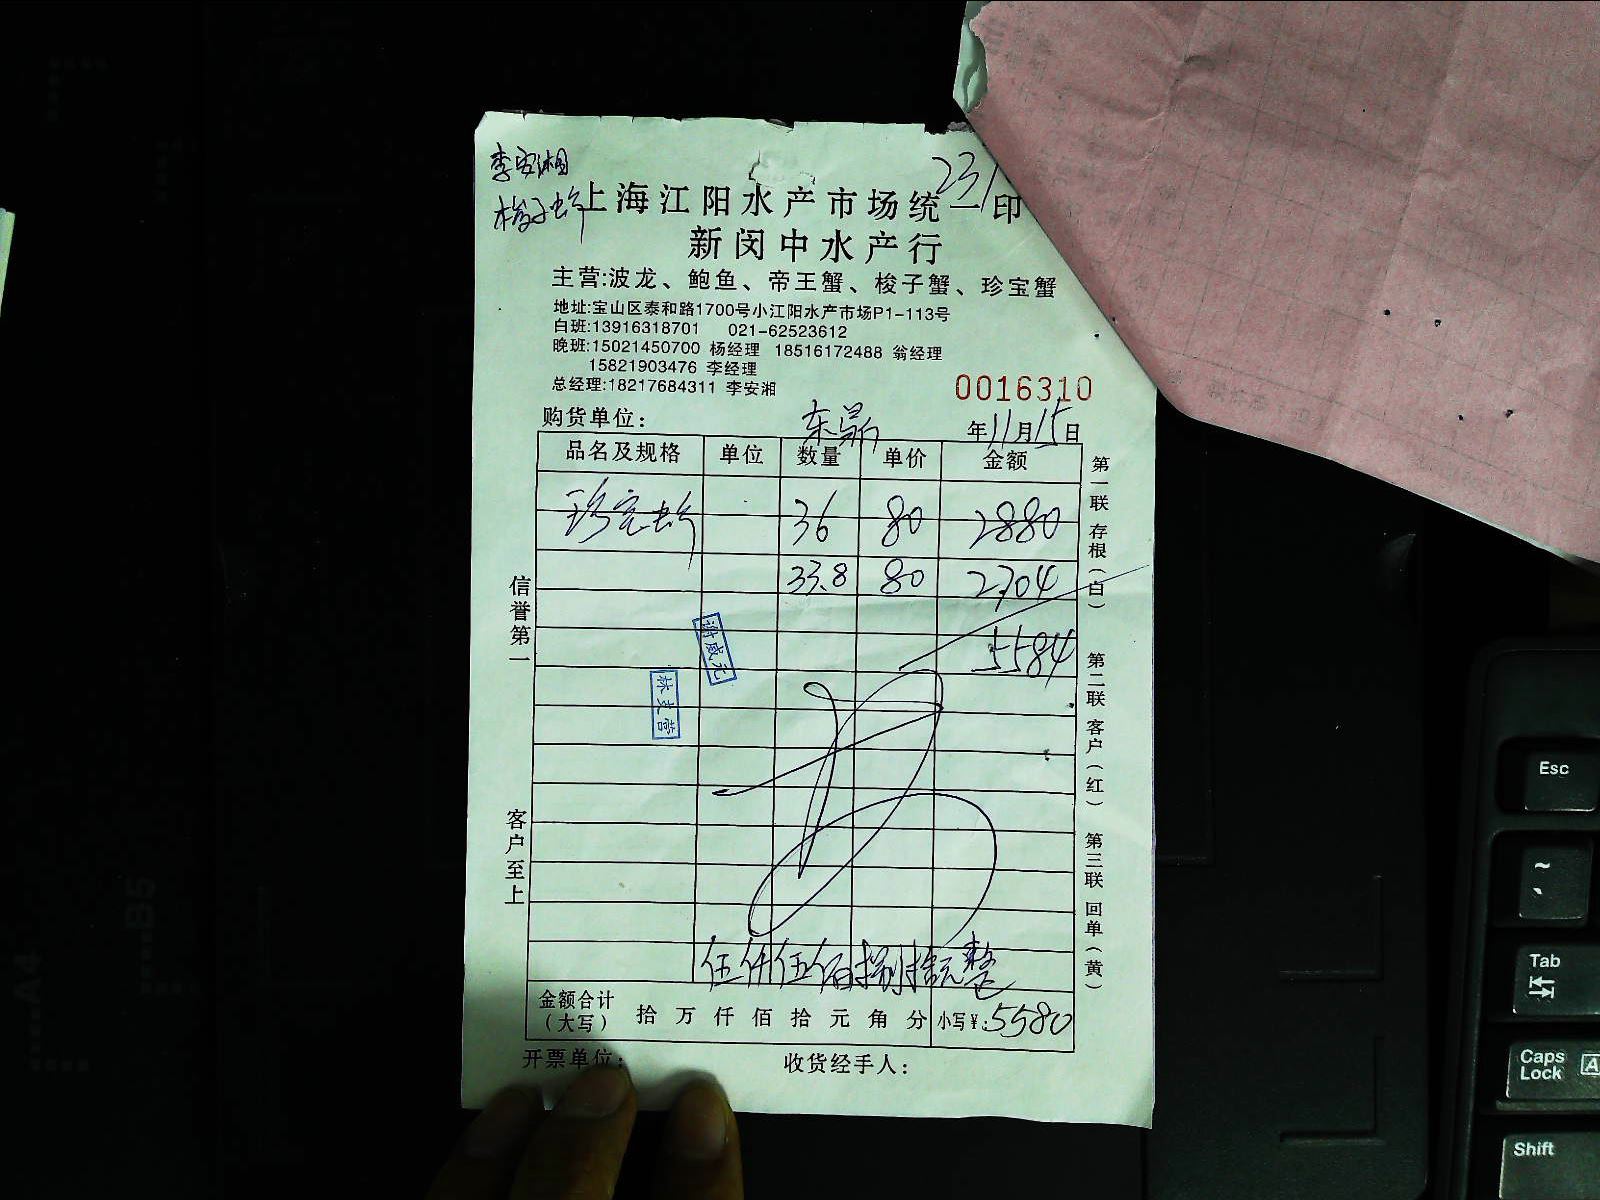 李安湘
梭子蟹
231
上海江阳水产市场统一印
新闵中水产行
主营:波龙、鲍鱼、帝王蟹、梭子蟹、珍宝蟹
地址:宝山区泰和路1700号小江阳水产市场P1-113号
白班:13916318701 021-62523612
晚班:15021450700 杨经理 18516172488 翁经理
15821903476 李经理
总经理:18217684311 李安湘
0016310
购货单位: 年11月15日
品名及规格 单位 数量 单价 金额
珍宝蟹 36 80 2880
33.8 80 2704
5584
伍仟伍佰捌拾元整
金额合计
(大写) 拾 万 仟 佰 拾 元 角 分 小写¥:5580
开票单位: 收货经手人:
信誉第一
客户至上
第一联 存根(白)
第二联 客户(红)
第三联 回单(黄)
谢威元
林支营
Esc
~
Tab
Caps Lock A
Shift
B5
A4